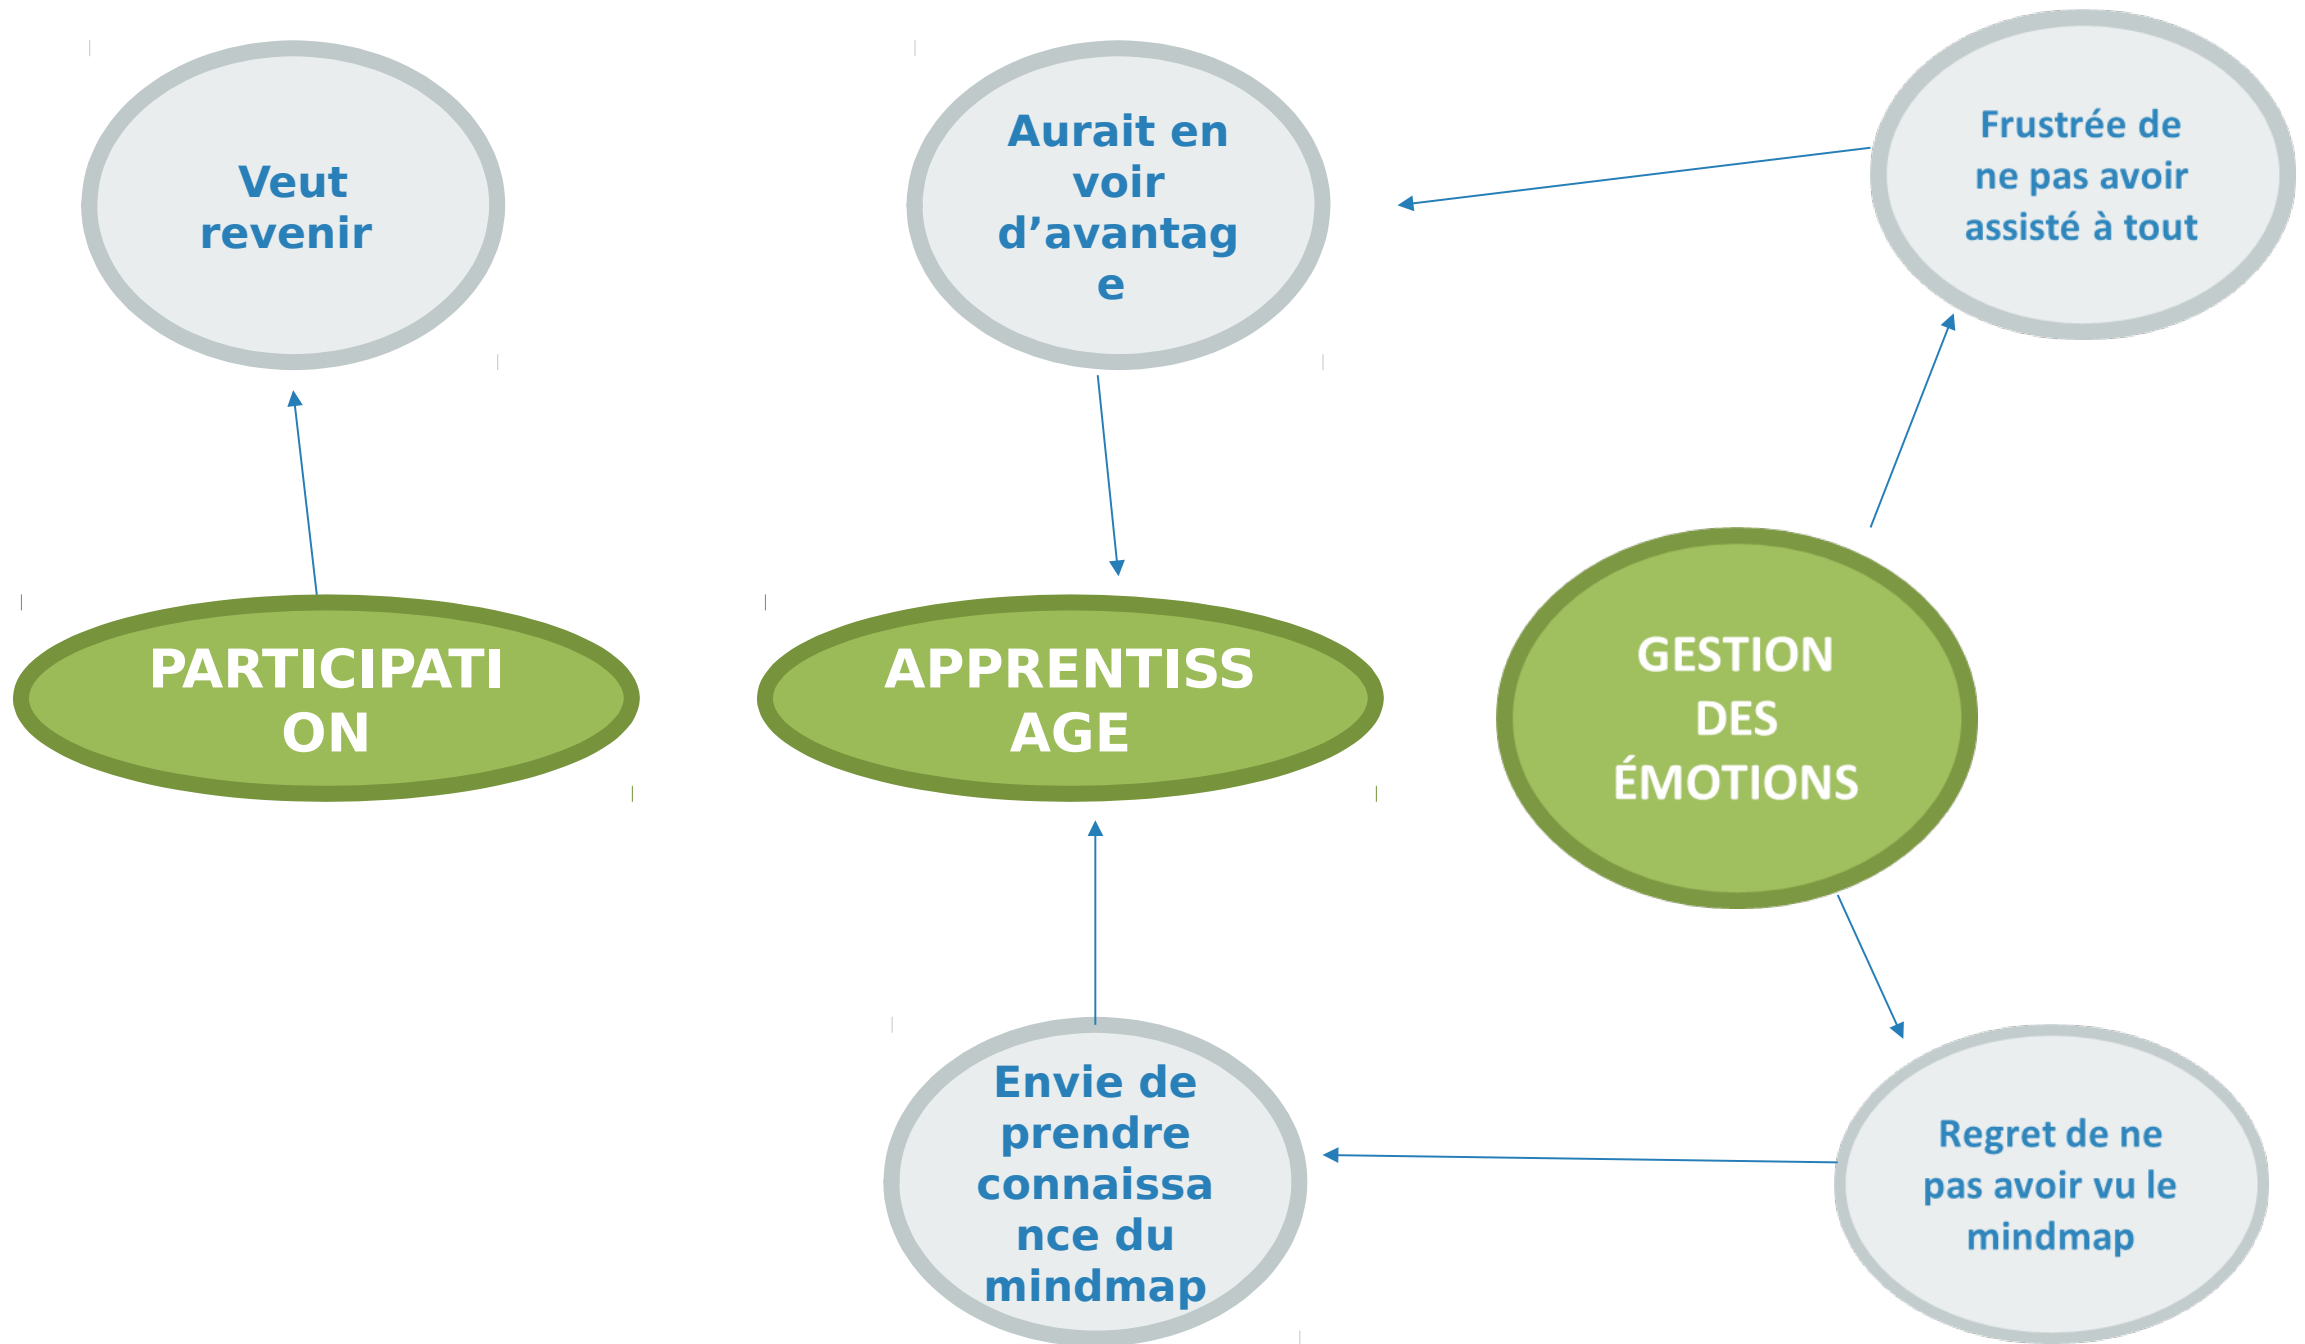 Veut
revenir
Aurait en
voir
d’avantag
e
Frustrée de
ne pas avoir
assisté à tout
PARTICIPATI
ON
APPRENTISS
AGE
GESTION
DES
ÉMOTIONS
Envie de
prendre
connaissa
nce du
mindmap
Regret de ne
pas avoir vu le
mindmap